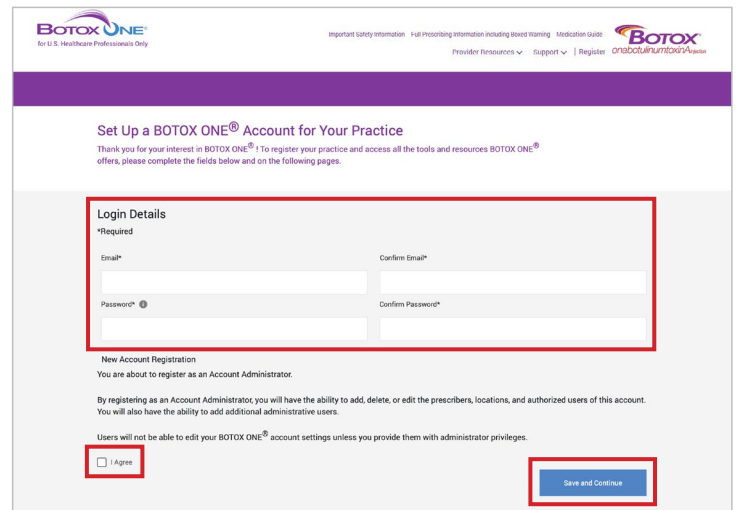 BOTOX ONE®
for U.S. Healthcare Professionals Only
Important Safety Information Full Prescribing Information including Boxed Warning Medication Guide
Provider Resources Support | Register
BOTOX®
onabotulinumtoxinA injection
Set Up a BOTOX ONE® Account for Your Practice
Thank you for your interest in BOTOX ONE® ! To register your practice and access all the tools and resources BOTOX ONE®
offers, please complete the fields below and on the following pages.
Login Details
*Required
Email* Confirm Email*
Password* Confirm Password*
New Account Registration
You are about to register as an Account Administrator.
By registering as an Account Administrator, you will have the ability to add, delete, or edit the prescribers, locations, and authorized users of this account.
You will also have the ability to add additional administrative users.
Users will not be able to edit your BOTOX ONE® account settings unless you provide them with administrator privileges.
I Agree
Save and Continue